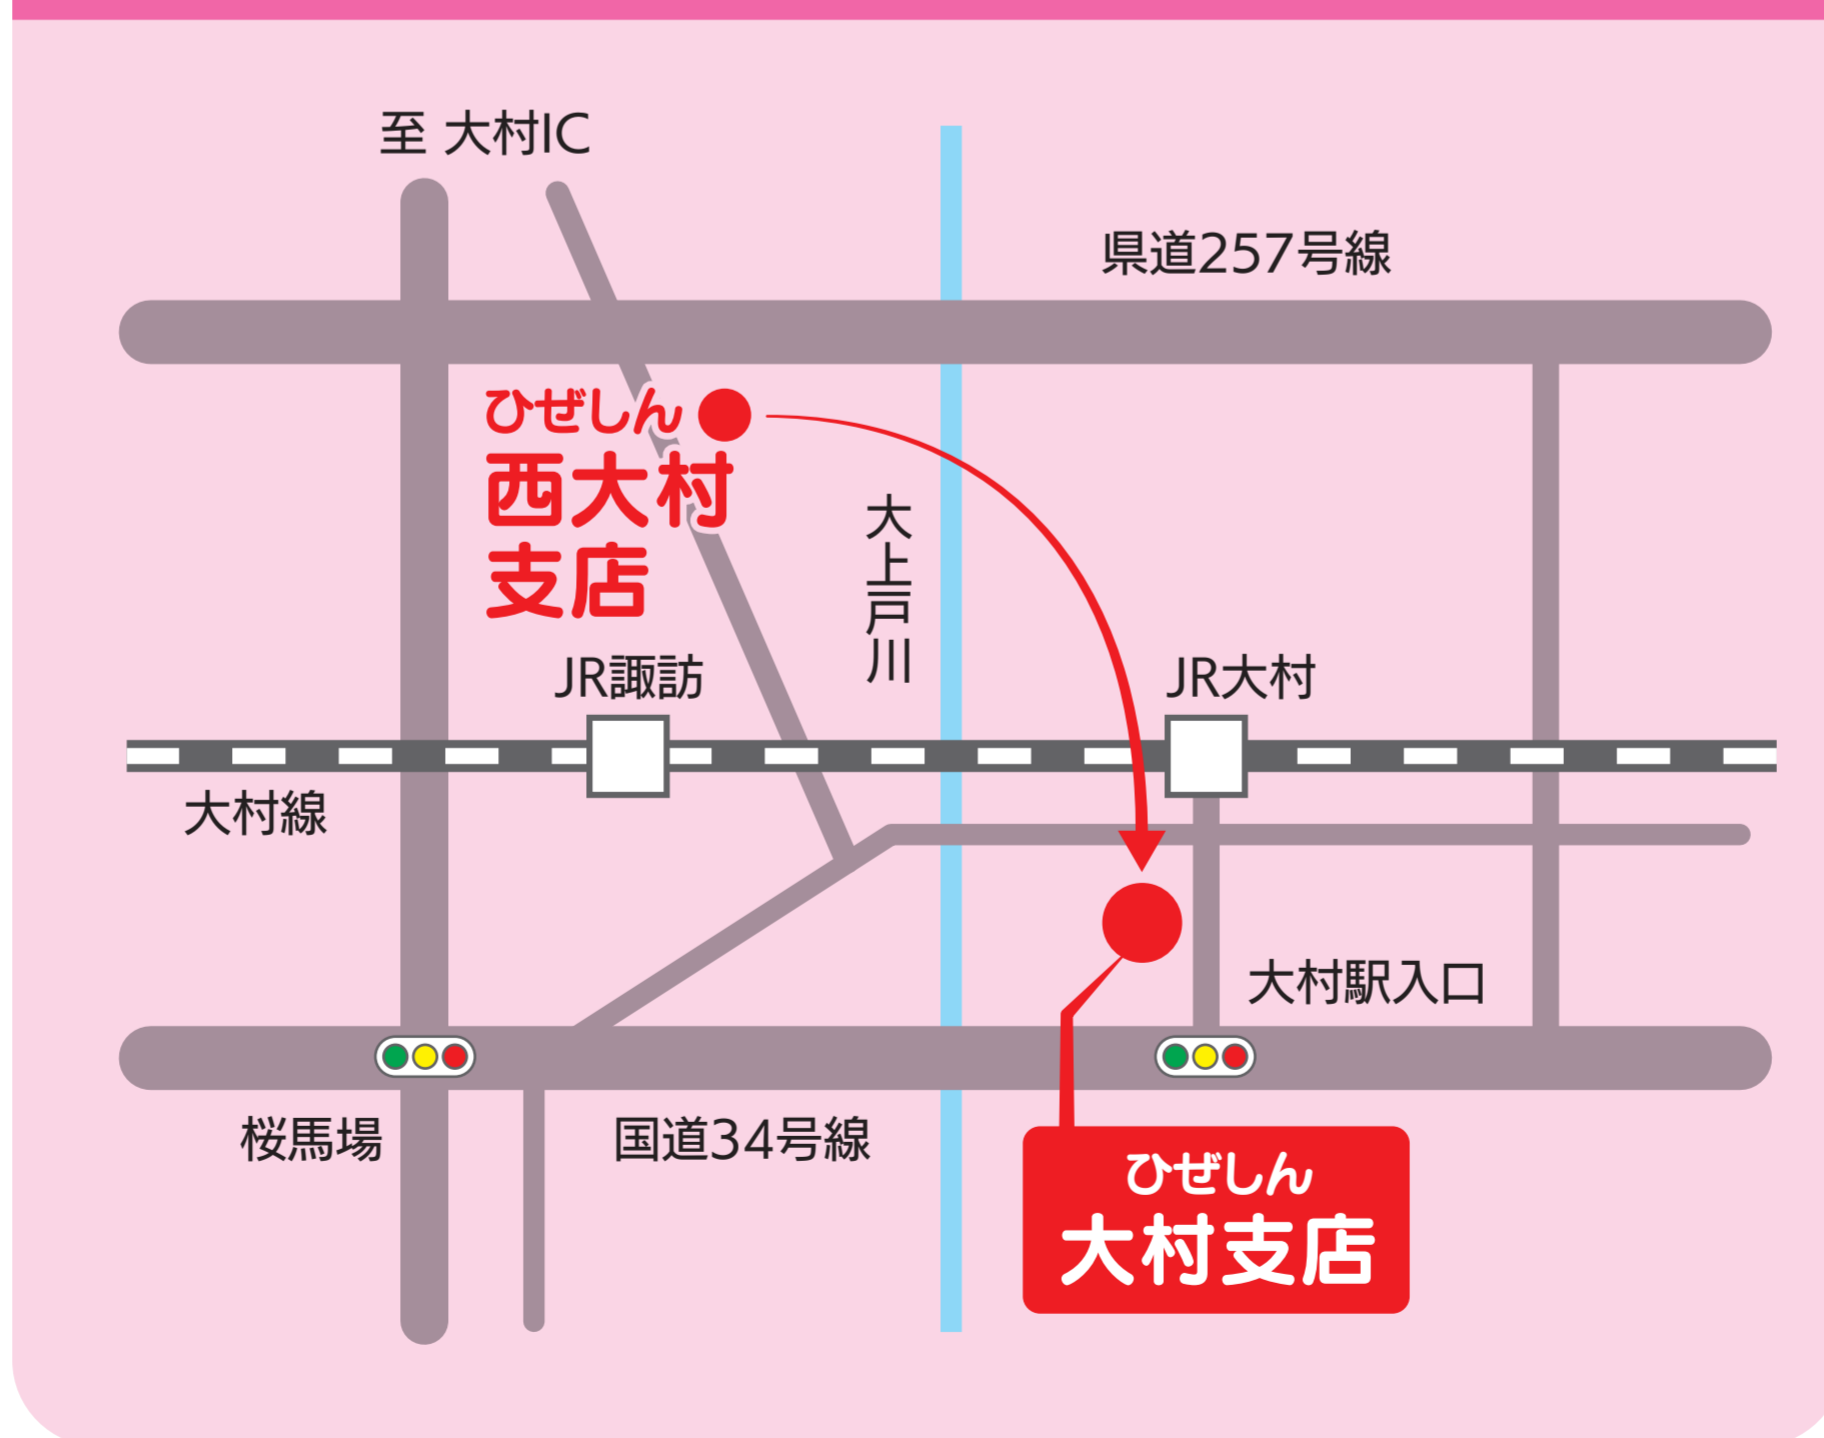 至 大村IC
県道257号線
ひぜしん
西大村
支店
大上戸川
JR諏訪
JR大村
大村線
大村駅入口
桜馬場
国道34号線
ひぜしん
大村支店